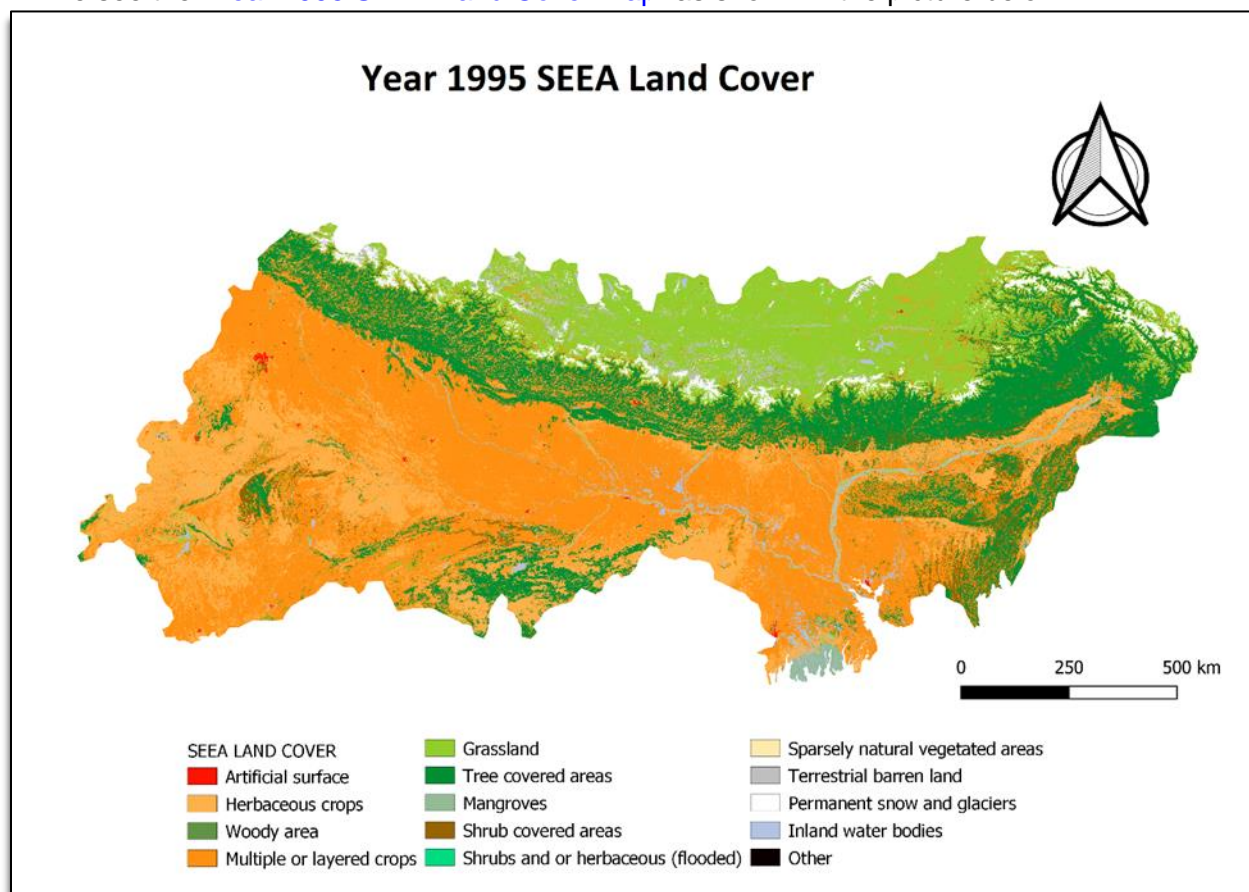 Year 1995 SEEA Land Cover
0 250 500 km
SEEA LAND COVER
Artificial surface
Herbaceous crops
Woody area
Multiple or layered crops
Grassland
Tree covered areas
Mangroves
Shrub covered areas
Shrubs and or herbaceous (flooded)
Sparsely natural vegetated areas
Terrestrial barren land
Permanent snow and glaciers
Inland water bodies
Other